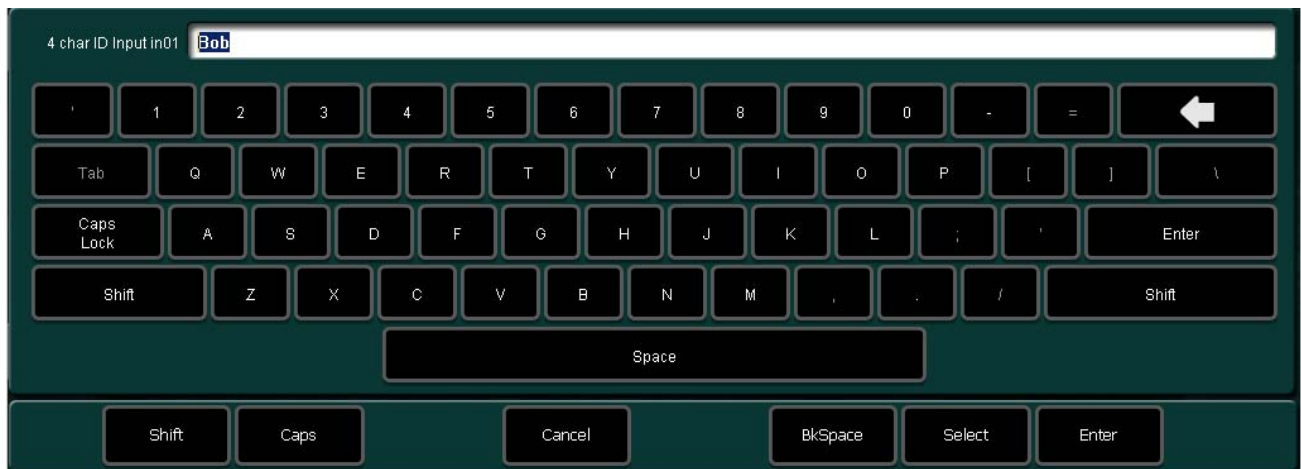 4 char ID Input in01 Bob
' 1 2 3 4 5 6 7 8 9 0 - =
Tab Q W E R T Y U I O P [ ] \
Caps Lock A S D F G H J K L ; ' Enter
Shift Z X C V B N M , . / Shift
Space
Shift Caps Cancel BkSpace Select Enter